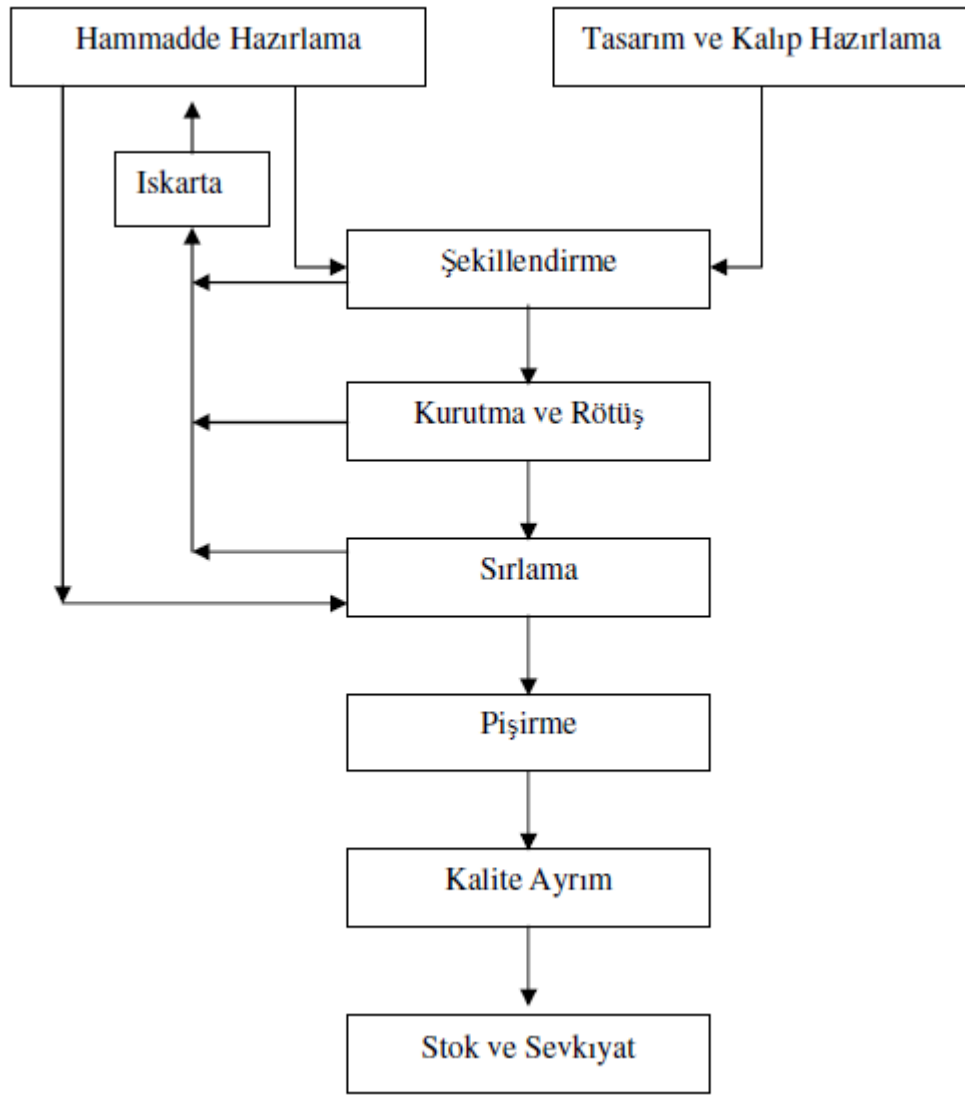 Hammadde Hazırlama
Tasarım ve Kalıp Hazırlama
Iskarta
Şekillendirme
Kurutma ve Rötüş
Sırlama
Pişirme
Kalite Ayrım
Stok ve Sevkıyat